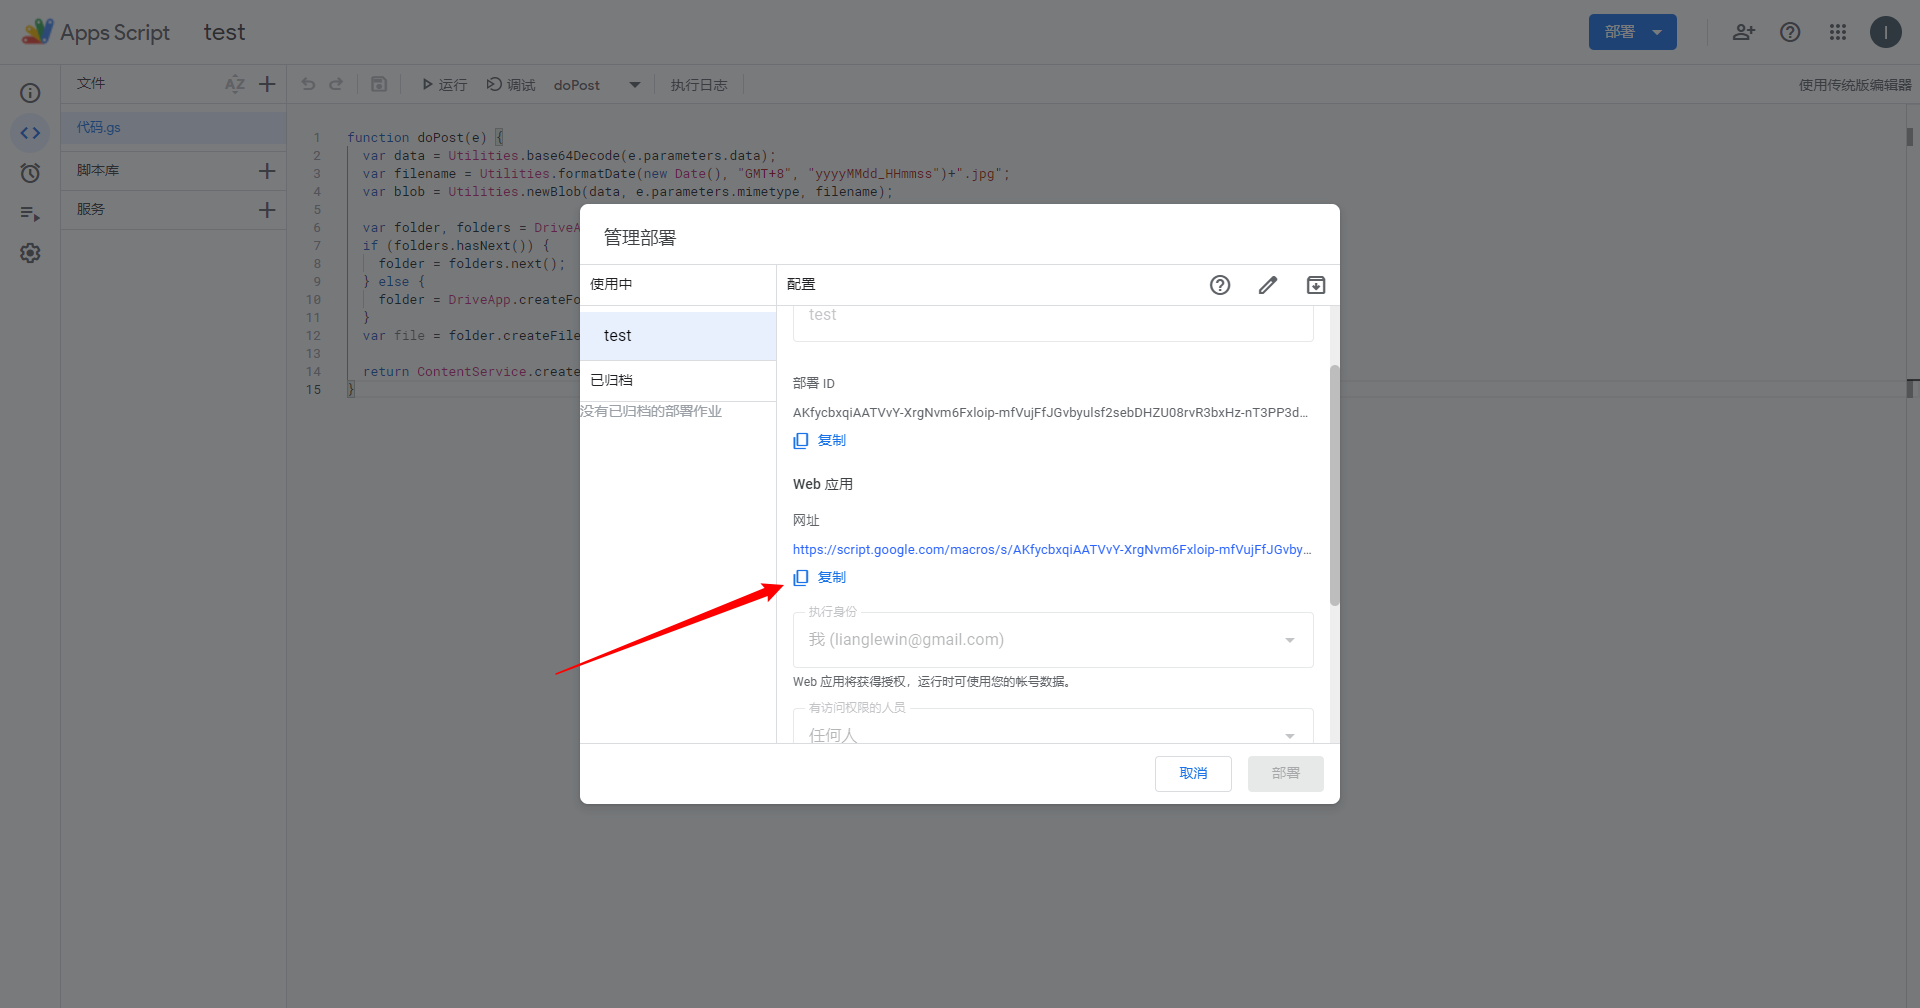 Apps Script test 部署 I
文件 AZ 运行 调试 doPost 执行日志 使用传统版编辑器
代码.gs
脚本库
服务
1 function doPost(e) {
2 var data = Utilities.base64Decode(e.parameters.data);
3 var filename = Utilities.formatDate(new Date(), "GMT+8", "yyyyMMdd_HHmmss")+".jpg";
4 var blob = Utilities.newBlob(data, e.parameters.mimetype, filename);
5
6 var folder, folders = DriveA
7 if (folders.hasNext()) {
8 folder = folders.next();
9 } else {
10 folder = DriveApp.createFo
11 }
12 var file = folder.createFile
13
14 return ContentService.create
15 }
管理部署
使用中
test
已归档
没有已归档的部署作业
配置
test
部署 ID
AKfycbxqiAATVvY-XrgNvm6Fxloip-mfVujFfJGvbyulsf2sebDHZU08rvR3bxHz-nT3PP3d...
复制
Web 应用
网址
https://script.google.com/macros/s/AKfycbxqiAATVvY-XrgNvm6Fxloip-mfVujFfJGvby...
复制
执行身份
我 (lianglewin@gmail.com)
Web 应用将获得授权，运行时可使用您的帐号数据。
有访问权限的人员
任何人
取消 部署